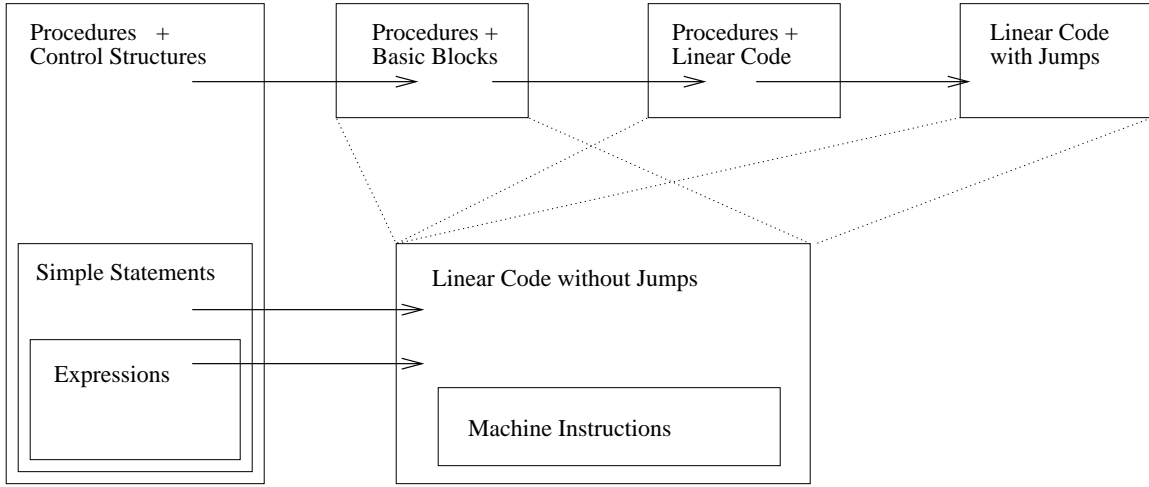 Procedures +
Control Structures
Procedures +
Basic Blocks
Procedures +
Linear Code
Linear Code
with Jumps
Simple Statements
Expressions
Linear Code without Jumps
Machine Instructions